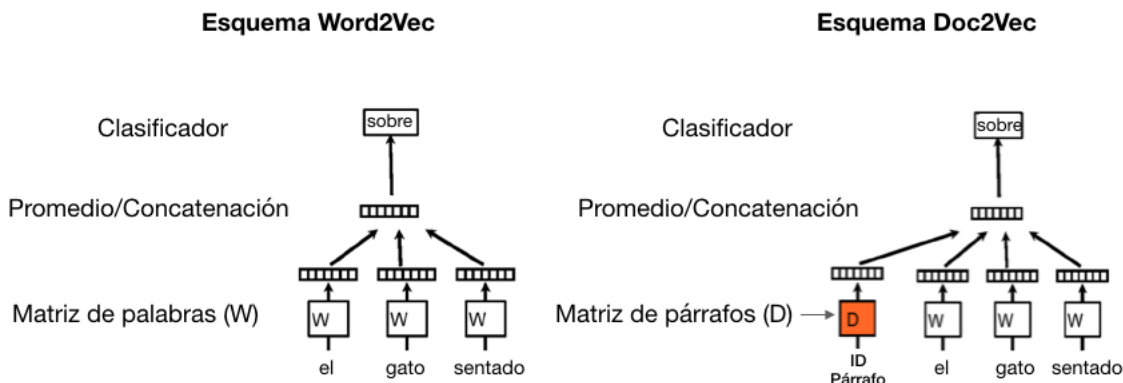 Esquema Word2Vec
Clasificador
sobre
Promedio/Concatenación
Matriz de palabras (W)
W
W
W
el
gato
sentado
Esquema Doc2Vec
Clasificador
sobre
Promedio/Concatenación
Matriz de párrafos (D)
D
W
W
W
ID
Párrafo
el
gato
sentado